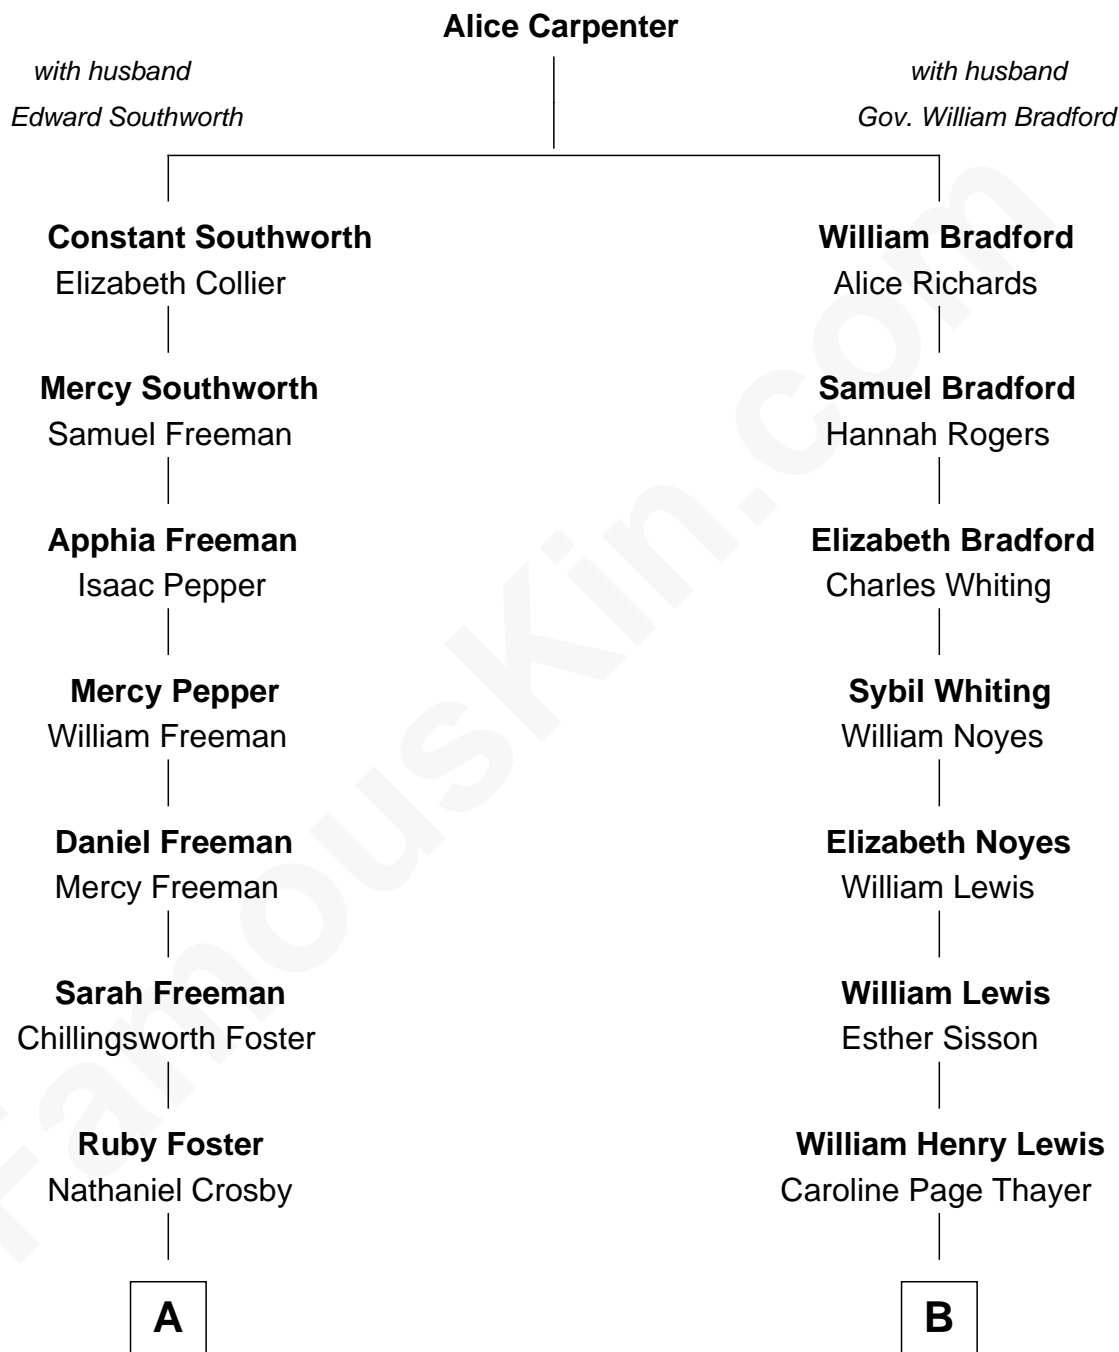 Alice Carpenter
with husband
Edward Southworth
with husband
Gov. William Bradford
Constant Southworth
Elizabeth Collier
William Bradford
Alice Richards
Mercy Southworth
Samuel Freeman
Samuel Bradford
Hannah Rogers
Apphia Freeman
Isaac Pepper
Elizabeth Bradford
Charles Whiting
Mercy Pepper
William Freeman
Sybil Whiting
William Noyes
Daniel Freeman
Mercy Freeman
Elizabeth Noyes
William Lewis
Sarah Freeman
Chillingsworth Foster
William Lewis
Esther Sisson
Ruby Foster
Nathaniel Crosby
William Henry Lewis
Caroline Page Thayer
A
B
FamousKin.com